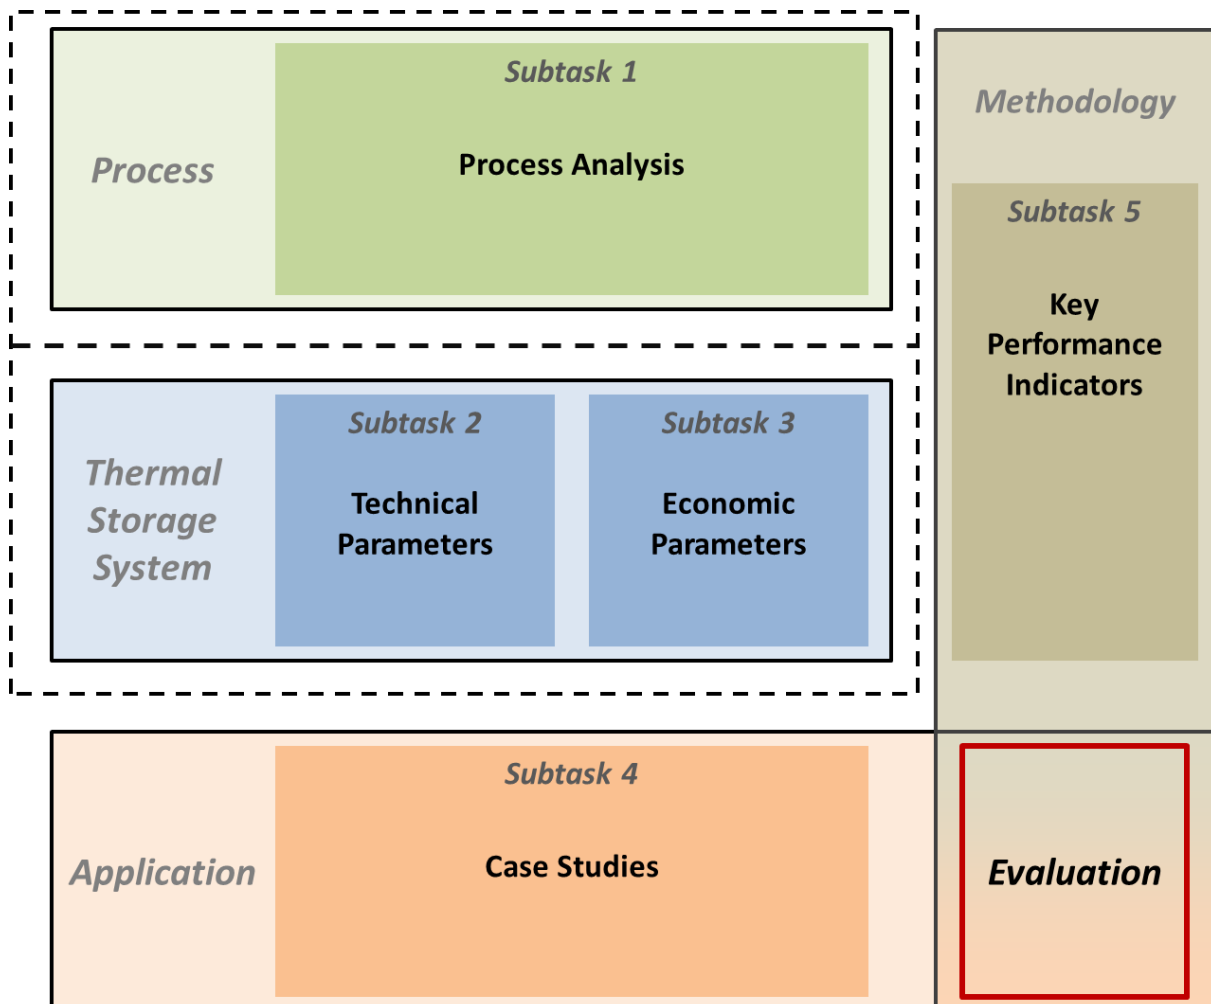 Process
Subtask 1
Process Analysis
Methodology
Subtask 5
Key
Performance
Indicators
Thermal
Storage
System
Subtask 2
Technical
Parameters
Subtask 3
Economic
Parameters
Application
Subtask 4
Case Studies
Evaluation